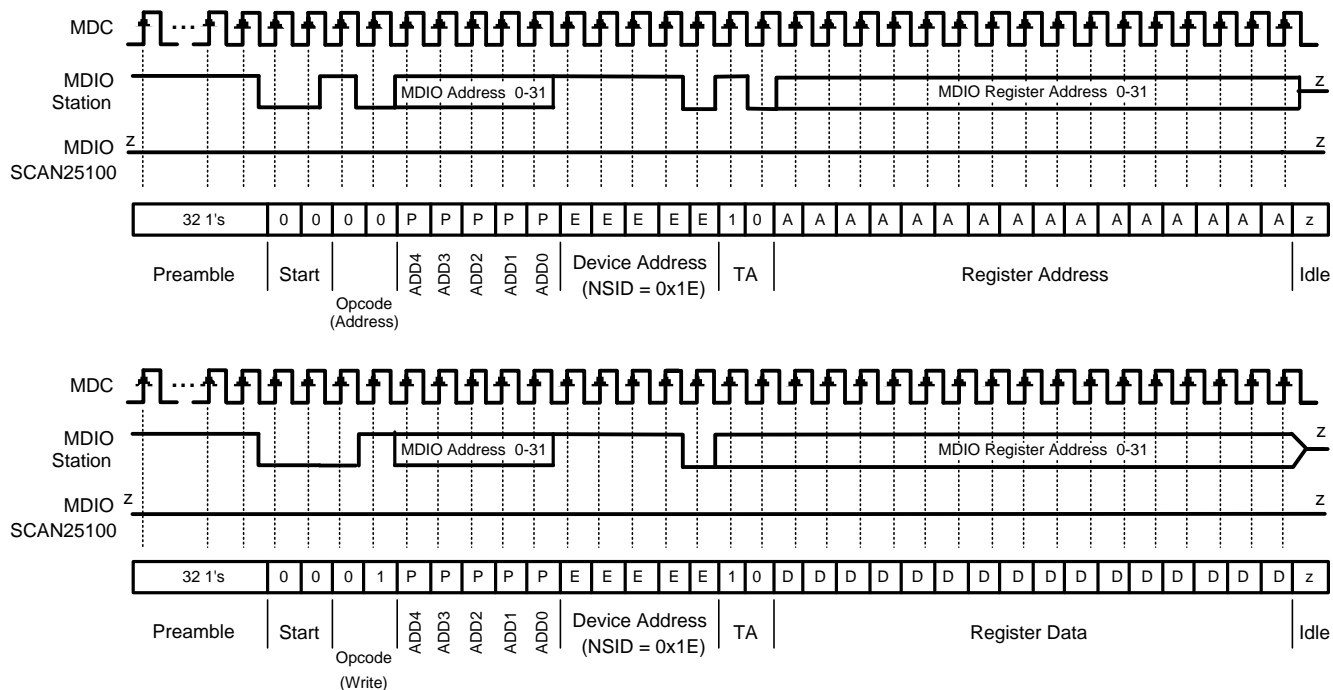 MDC
...
MDIO
Station
MDIO Address 0-31
MDIO Register Address 0-31
z
MDIO
SCAN25100
z
z
32 1's 0 0 0 0 P P P P P E E E E E 1 0 A A A A A A A A A A A A A A A A z
Preamble
Start
Opcode
(Address)
ADD4
ADD3
ADD2
ADD1
ADD0
Device Address
(NSID = 0x1E)
TA
Register Address
Idle
MDC
...
MDIO
Station
MDIO Address 0-31
MDIO Register Address 0-31
z
MDIO
SCAN25100
z
z
32 1's 0 0 0 1 P P P P P E E E E E 1 0 D D D D D D D D D D D D D D D D z
Preamble
Start
Opcode
(Write)
ADD4
ADD3
ADD2
ADD1
ADD0
Device Address
(NSID = 0x1E)
TA
Register Data
Idle